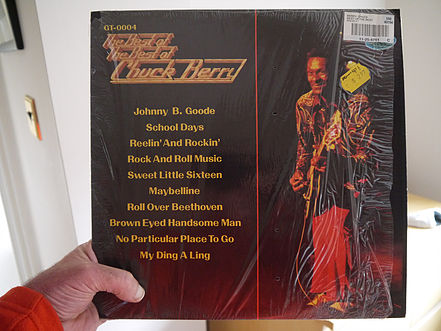 GT-0004
The Best of
The Best of
Chuck Berry
Johnny B. Goode
School Days
Reelin' And Rockin'
Rock And Roll Music
Sweet Little Sixteen
Maybelline
Roll Over Beethoven
Brown Eyed Handsome Man
No Particular Place To Go
My Ding A Ling